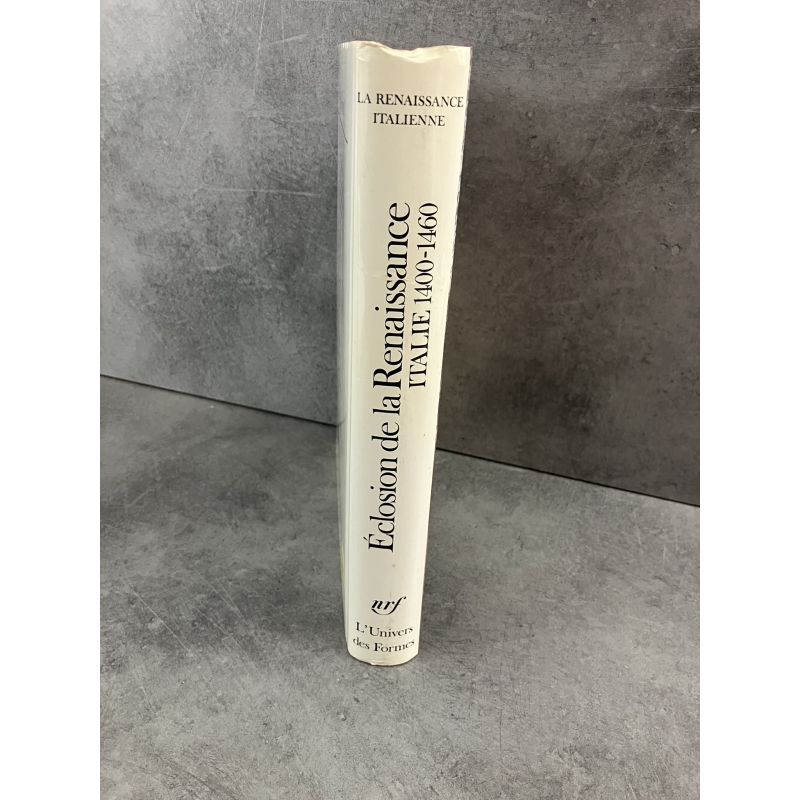 LA RENAISSANCE
ITALIENNE
Éclosion de la Renaissance
ITALIE 1400-1460
nrf
L'Univers
des Formes